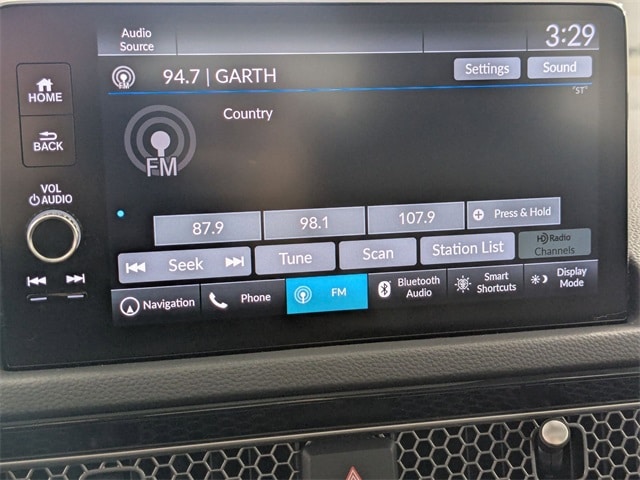 Audio
Source
3:29
FM
94.7 | GARTH
Settings
Sound
"ST"
HOME
BACK
VOL
AUDIO
Country
FM
87.9
98.1
107.9
Press & Hold
Seek
Tune
Scan
Station List
HD Radio
Channels
Navigation
Phone
FM
Bluetooth
Audio
Smart
Shortcuts
Display
Mode